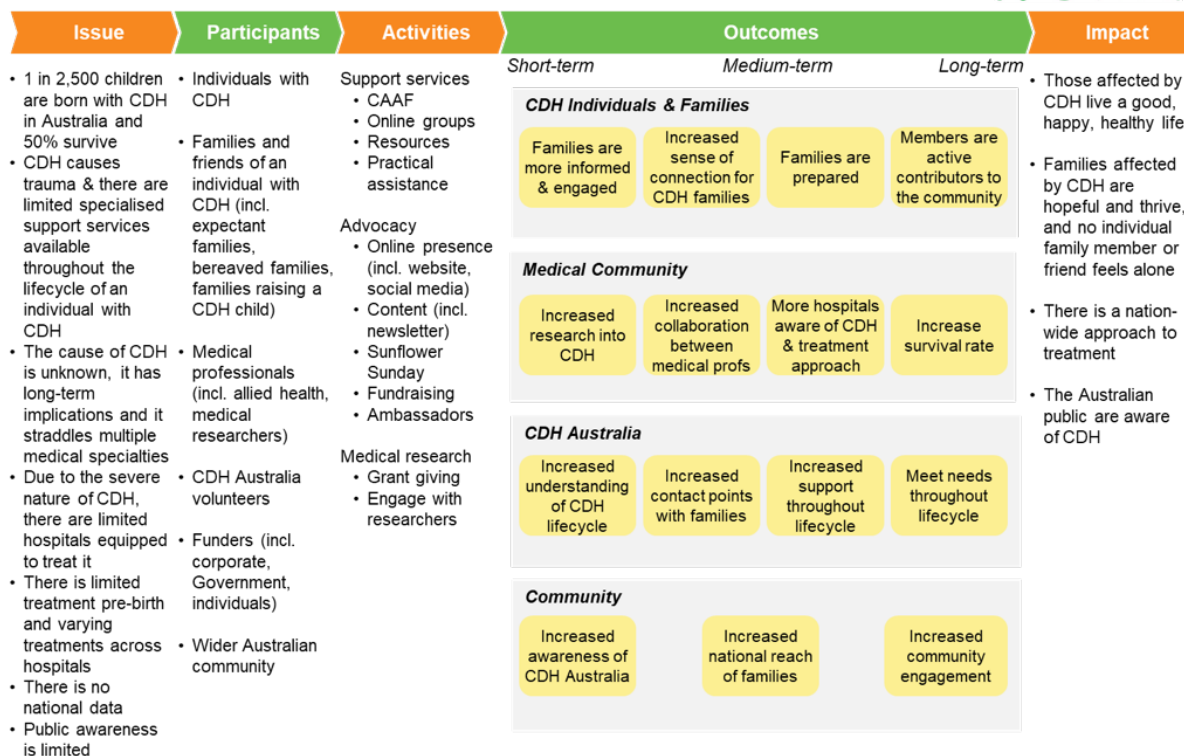 Issue
Participants
Activities
Outcomes
Impact
• 1 in 2,500 children
are born with CDH
in Australia and
50% survive
• CDH causes
trauma & there are
limited specialised
support services
available
throughout the
lifecycle of an
individual with
CDH
• The cause of CDH
is unknown, it has
long-term
implications and it
straddles multiple
medical specialties
• Due to the severe
nature of CDH,
there are limited
hospitals equipped
to treat it
• There is limited
treatment pre-birth
and varying
treatments across
hospitals
• There is no
national data
• Public awareness
is limited
• Individuals with
CDH
• Families and
friends of an
individual with
CDH (incl.
expectant
families,
bereaved families,
families raising a
CDH child)
• Medical
professionals
(incl. allied health,
medical
researchers)
• CDH Australia
volunteers
• Funders (incl.
corporate,
Government,
individuals)
• Wider Australian
community
Support services
• CAAF
• Online groups
• Resources
• Practical
assistance
Advocacy
• Online presence
(incl. website,
social media)
• Content (incl.
newsletter)
• Sunflower
Sunday
• Fundraising
• Ambassadors
Medical research
• Grant giving
• Engage with
researchers
Short-term
Medium-term
Long-term
CDH Individuals & Families
Families are
more informed
& engaged
Increased
sense of
connection for
CDH families
Families are
prepared
Members are
active
contributors to
the community
Medical Community
Increased
research into
CDH
Increased
collaboration
between
medical profs
More hospitals
aware of CDH
& treatment
approach
Increase
survival rate
CDH Australia
Increased
understanding
of CDH
lifecycle
Increased
contact points
with families
Increased
support
throughout
lifecycle
Meet needs
throughout
lifecycle
Community
Increased
awareness of
CDH Australia
Increased
national reach
of families
Increased
community
engagement
• Those affected by
CDH live a good,
happy, healthy life
• Families affected
by CDH are
hopeful and thrive,
and no individual
family member or
friend feels alone
• There is a nation-
wide approach to
treatment
• The Australian
public are aware
of CDH